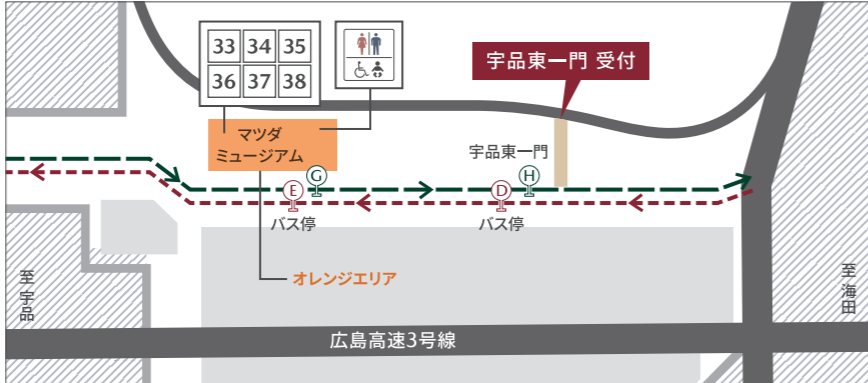 33 34 35
36 37 38
宇品東一門 受付
マツダ
ミュージアム
宇品東一門
G
H
E
D
バス停
バス停
オレンジエリア
至 宇品
至 海田
広島高速3号線